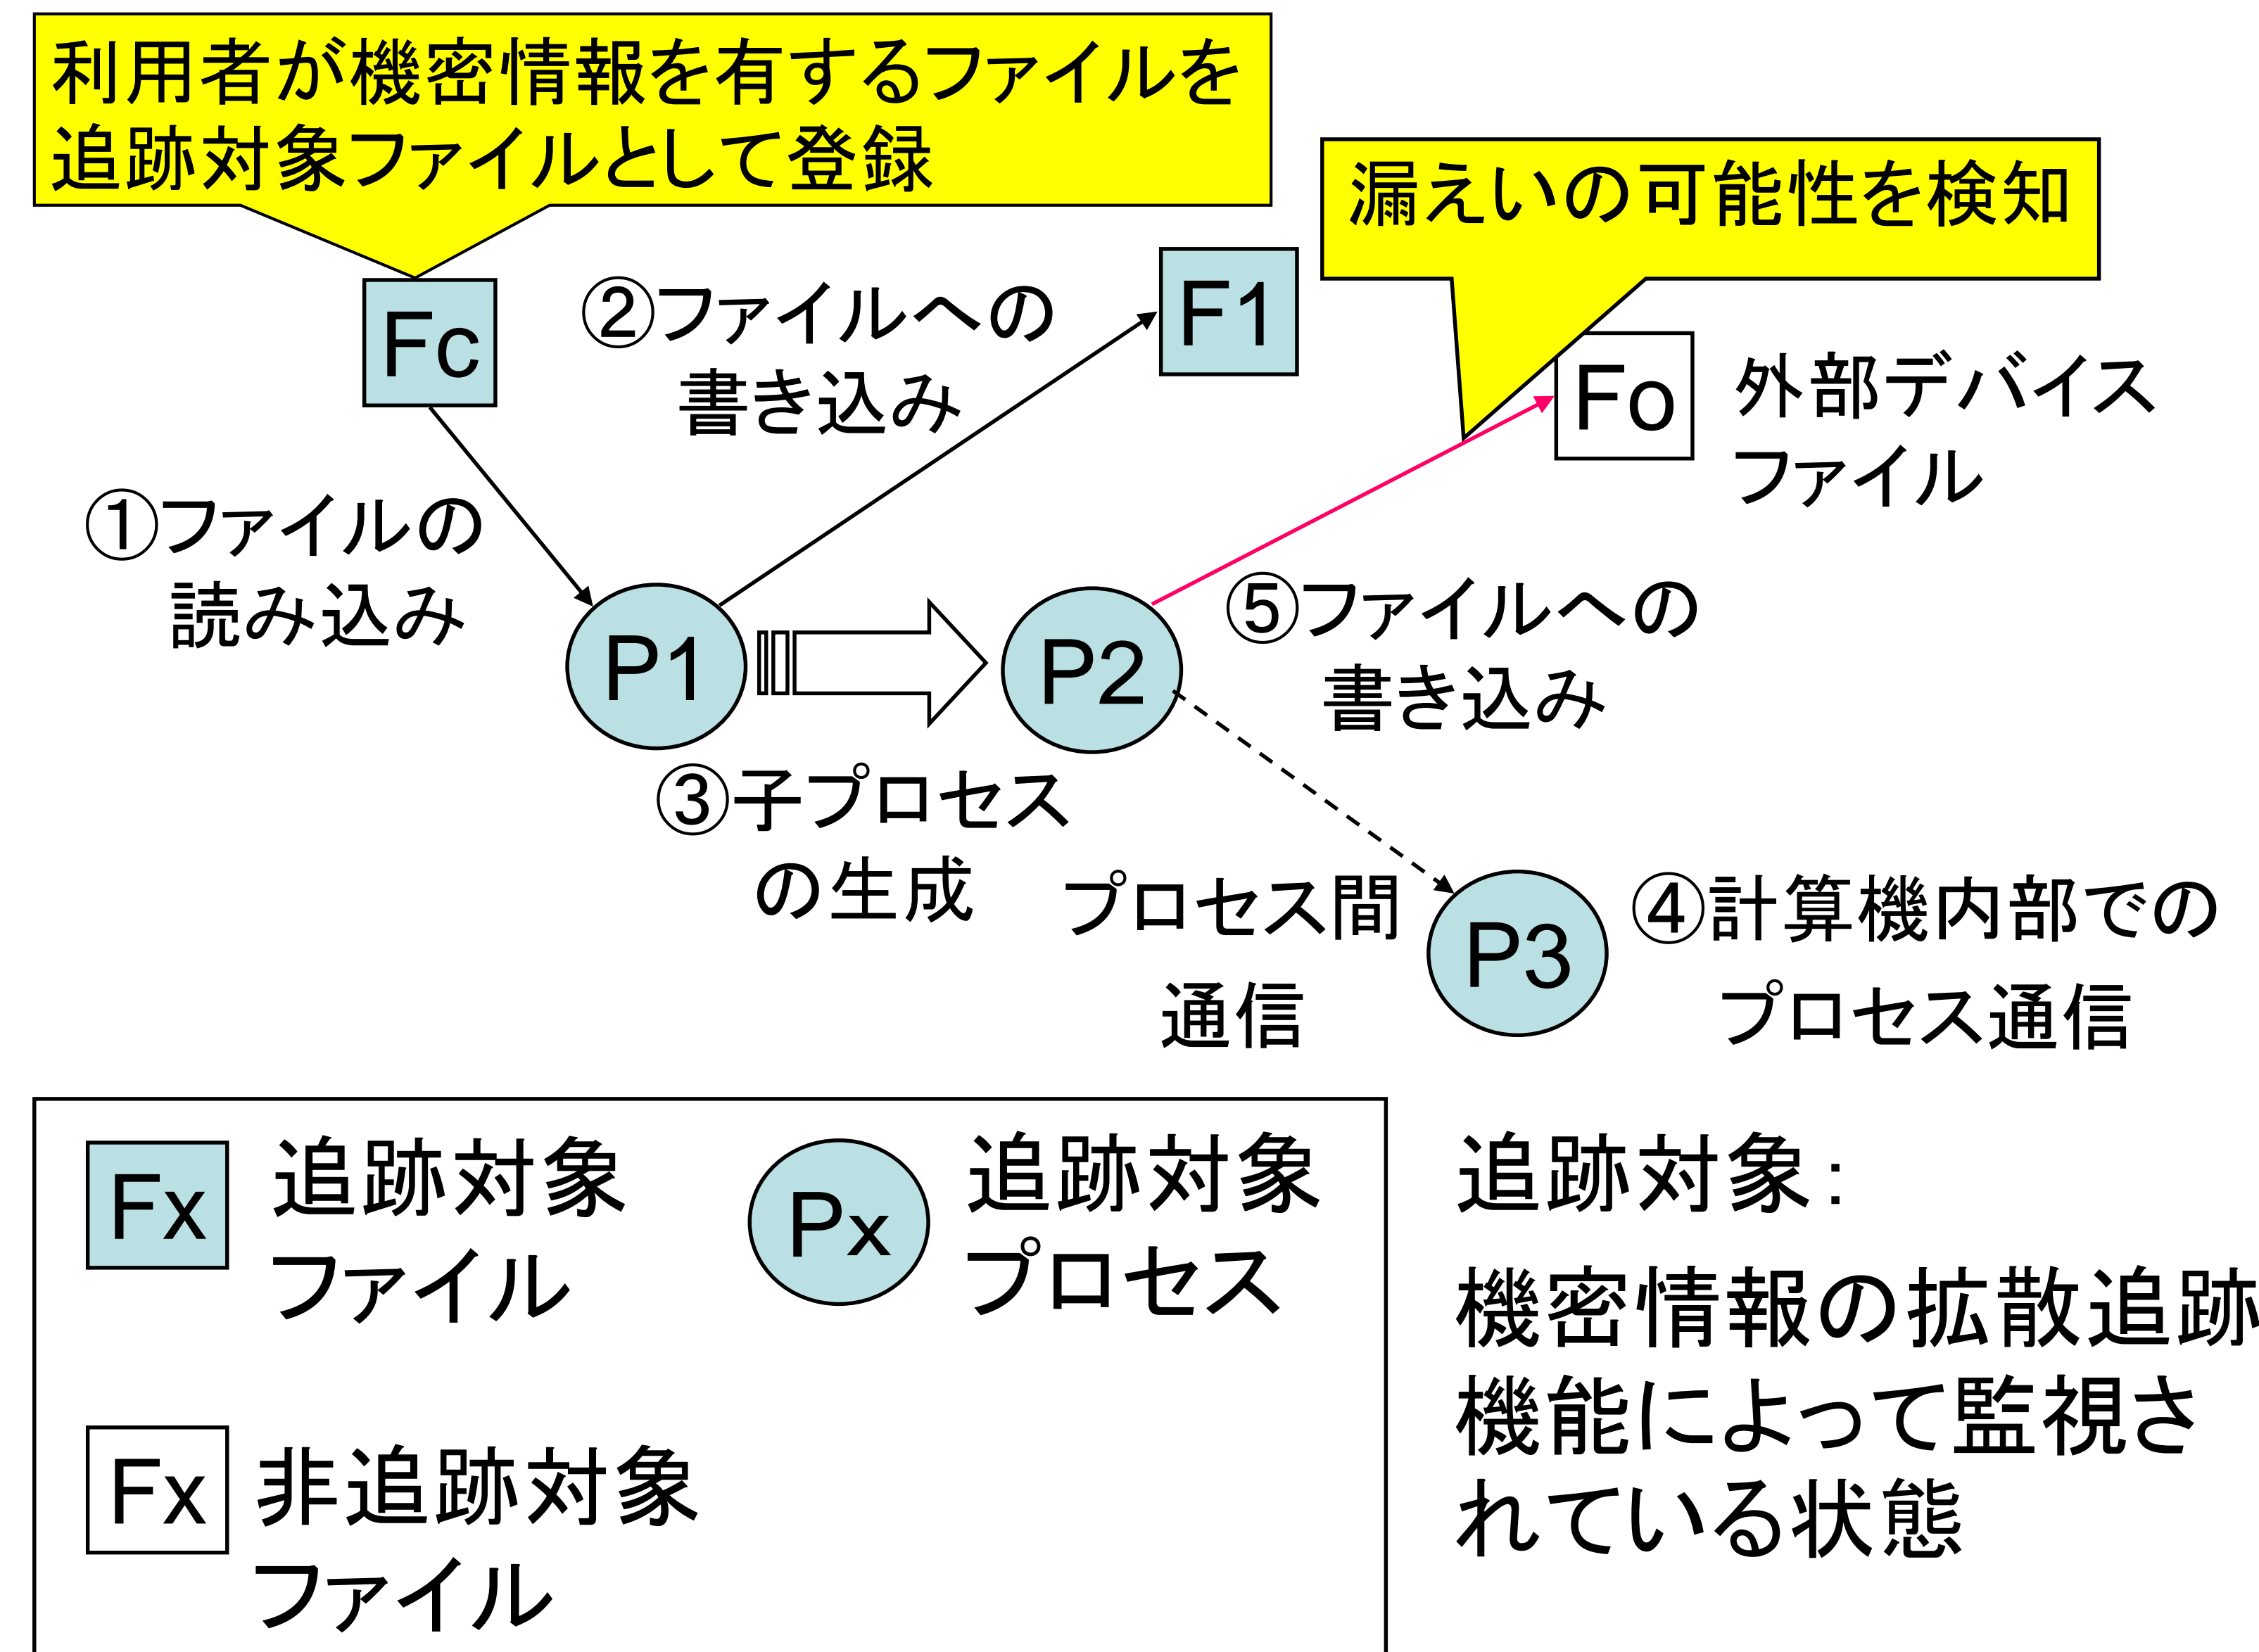 利用者が機密情報を有するファイルを
追跡対象ファイルとして登録
漏えいの可能性を検知
Fc
②ファイルへの
書き込み
F1
Fo
外部デバイス
ファイル
①ファイルの
読み込み
P1
P2
⑤ファイルへの
書き込み
③子プロセス
の生成
プロセス間
通信
P3
④計算機内部での
プロセス通信
Fx
追跡対象
ファイル
Px
追跡対象
プロセス
Fx
非追跡対象
ファイル
追跡対象:
機密情報の拡散追跡
機能によって監視さ
れている状態